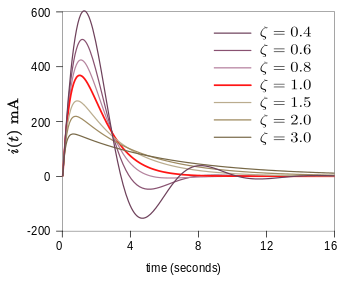 600
400
200
0
-200
i(t) mA
ζ = 0.4
ζ = 0.6
ζ = 0.8
ζ = 1.0
ζ = 1.5
ζ = 2.0
ζ = 3.0
0 4 8 12 16
time (seconds)